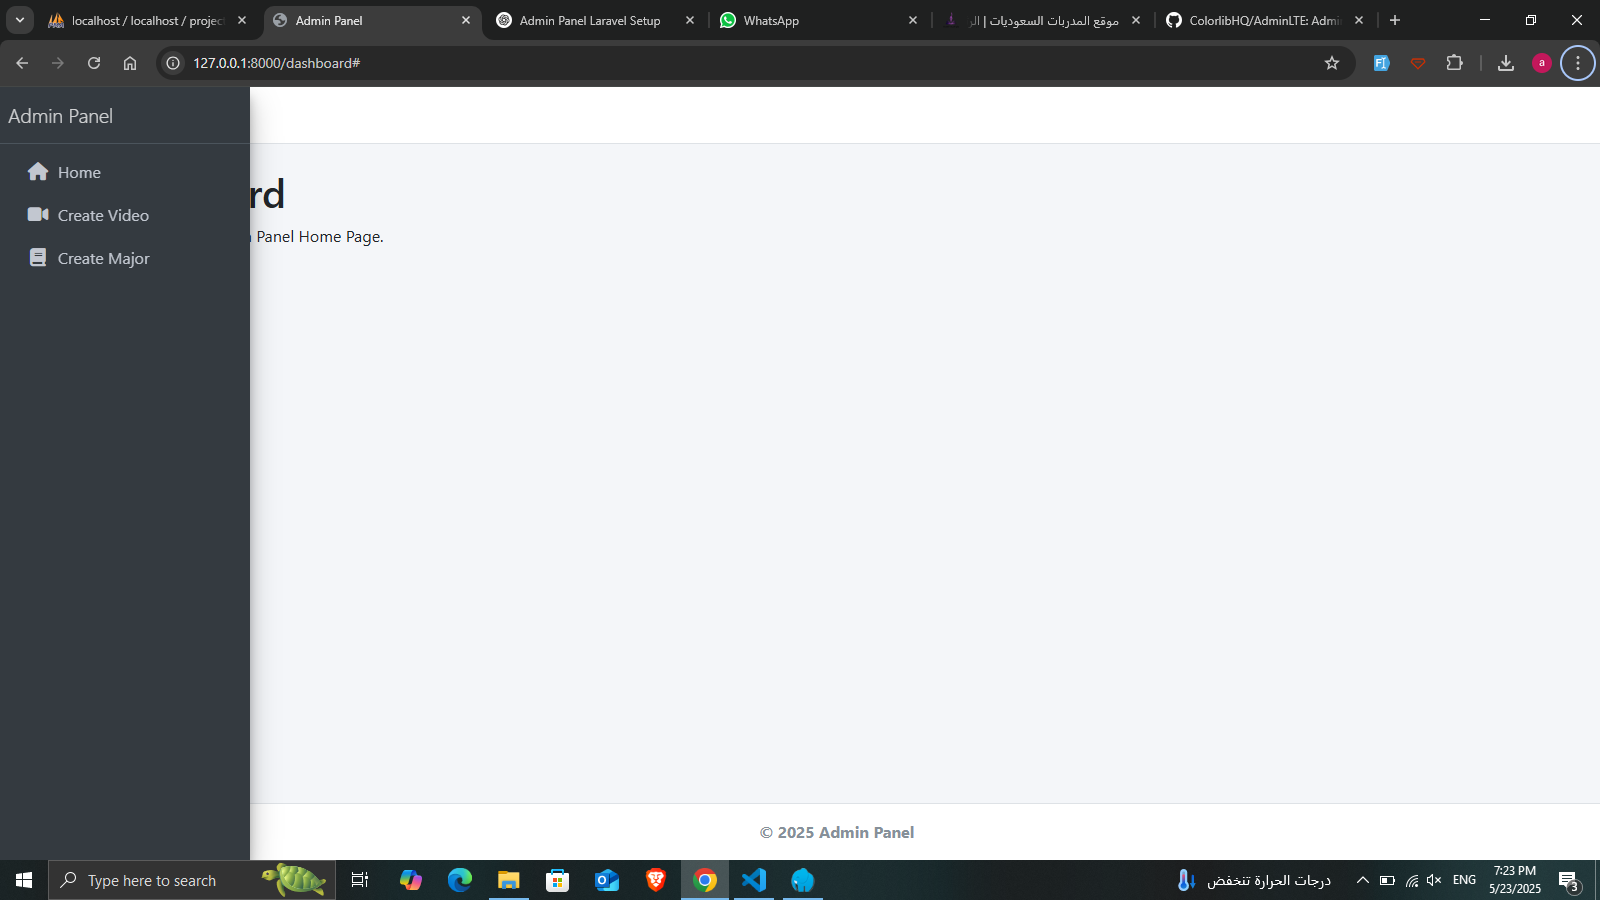 localhost / localhost / project
Admin Panel
Admin Panel Laravel Setup
WhatsApp
موقع المدربات السعوديات | الر
ColorlibHQ/AdminLTE: Admi
127.0.0.1:8000/dashboard#
a
Admin Panel
Home
Create Video
Create Major
rd
Panel Home Page.
© 2025 Admin Panel
Type here to search
درجات الحرارة تنخفض
ENG
7:23 PM
5/23/2025
3